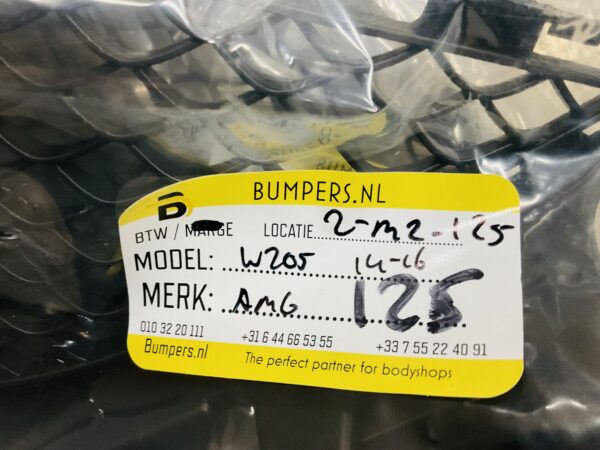 BUMPERS.NL
B
BTW / MARGE LOCATIE 2-M2-125
MODEL: W205 14-16
MERK: AMG 125
010 32 20 111 +31 6 44 66 53 55 +33 7 55 22 40 91
Bumpers.nl The perfect partner for bodyshops